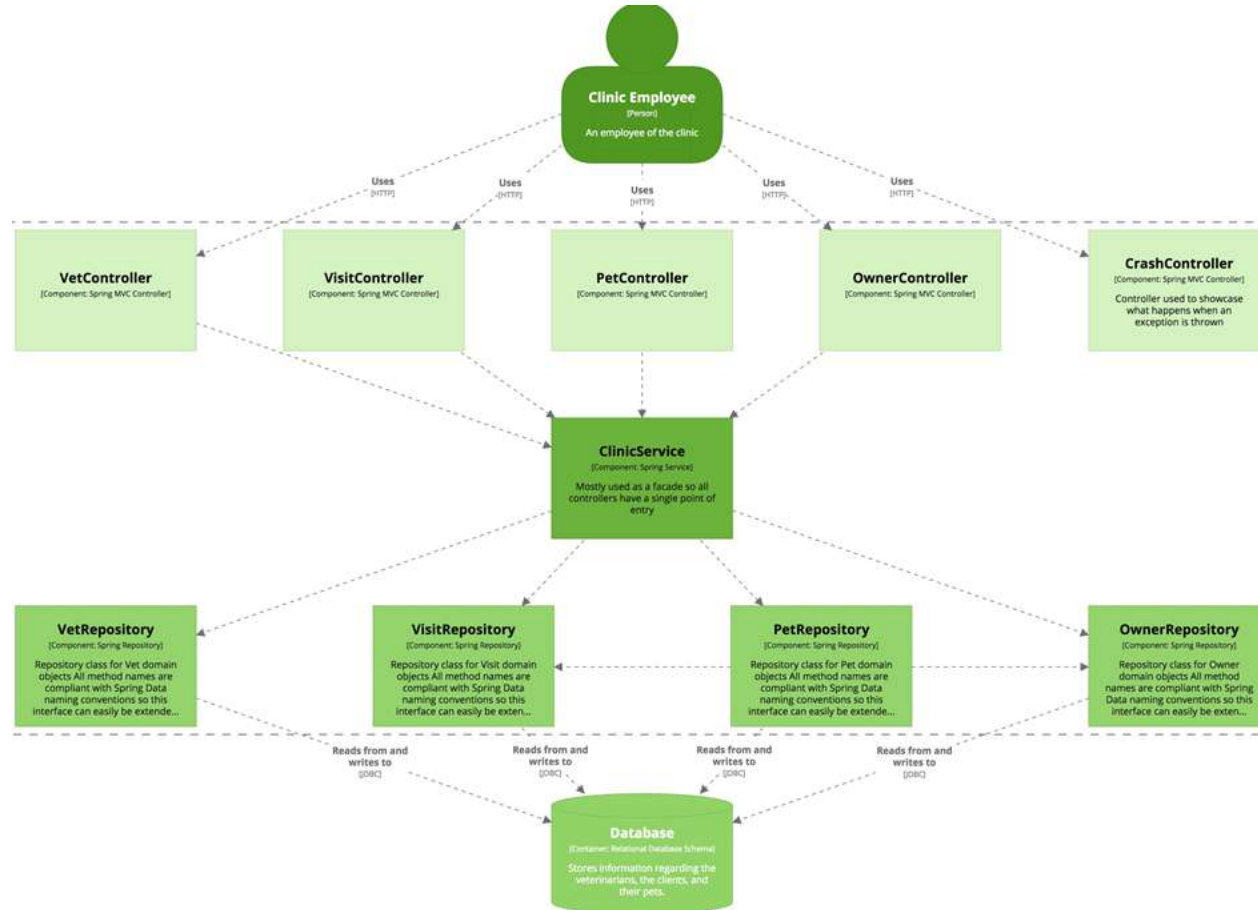 Clinic Employee
[Person]
An employee of the clinic
Uses
[HTTP]
Uses
[HTTP]
Uses
[HTTP]
Uses
[HTTP]
Uses
[HTTP]
VetController
[Component: Spring MVC Controller]
VisitController
[Component: Spring MVC Controller]
PetController
[Component: Spring MVC Controller]
OwnerController
[Component: Spring MVC Controller]
CrashController
[Component: Spring MVC Controller]
Controller used to showcase
what happens when an
exception is thrown
ClinicService
[Component: Spring Service]
Mostly used as a facade so all
controllers have a single point of
entry
VetRepository
[Component: Spring Repository]
Repository class for Vet domain
objects All method names are
compliant with Spring Data
naming conventions so this
interface can easily be extende...
VisitRepository
[Component: Spring Repository]
Repository class for Visit domain
objects All method names are
compliant with Spring Data
naming conventions so this
interface can easily be exten...
PetRepository
[Component: Spring Repository]
Repository class for Pet domain
objects All method names are
compliant with Spring Data
naming conventions so this
interface can easily be extende...
OwnerRepository
[Component: Spring Repository]
Repository class for Owner
domain objects All method
names are compliant with Spring
Data naming conventions so this
interface can easily be exten...
Reads from and
writes to
[JDBC]
Reads from and
writes to
[JDBC]
Reads from and
writes to
[JDBC]
Reads from and
writes to
[JDBC]
Database
[Container: Relational Database Schema]
Stores information regarding the
veterinarians, the clients, and
their pets.